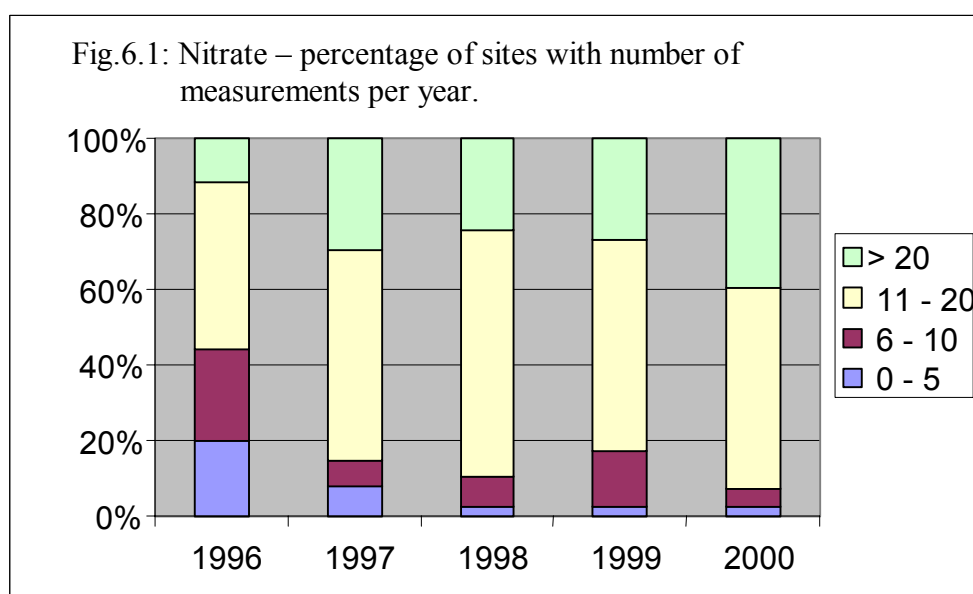 Fig.6.1: Nitrate – percentage of sites with number of
measurements per year.
100%
80%
60%
40%
20%
0%
1996 1997 1998 1999 2000
> 20
11 - 20
6 - 10
0 - 5